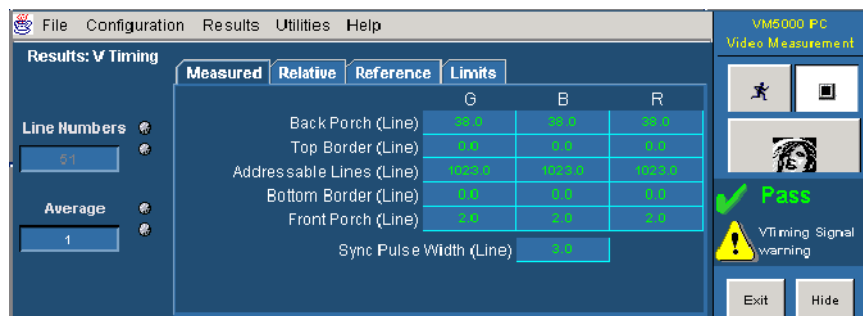 File Configuration Results Utilities Help
VM5000 PC
Video Measurement
Results: V Timing
Measured Relative Reference Limits
G B R
Line Numbers
51
Average
1
Back Porch (Line) 38.0 38.0 38.0
Top Border (Line) 0.0 0.0 0.0
Addressable Lines (Line) 1023.0 1023.0 1023.0
Bottom Border (Line) 0.0 0.0 0.0
Front Porch (Line) 2.0 2.0 2.0
Sync Pulse Width (Line) 3.0
Pass
VTiming Signal
warning
Exit Hide